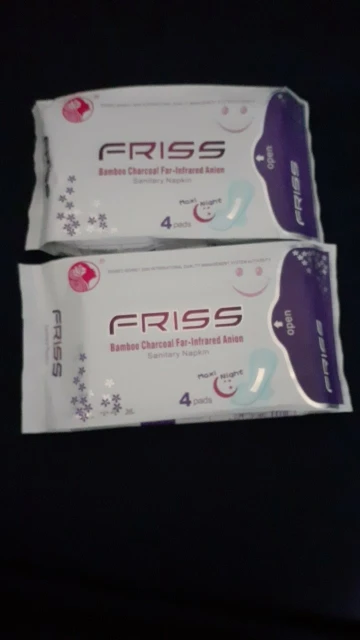 FRISS
Bamboo Charcoal Far-Infrared Anion
Sanitary Napkin
Maxi Night
4 pads
open
FRISS
FRISS
FRISS
Bamboo Charcoal Far-Infrared Anion
Sanitary Napkin
Maxi Night
4 pads
open
FRISS